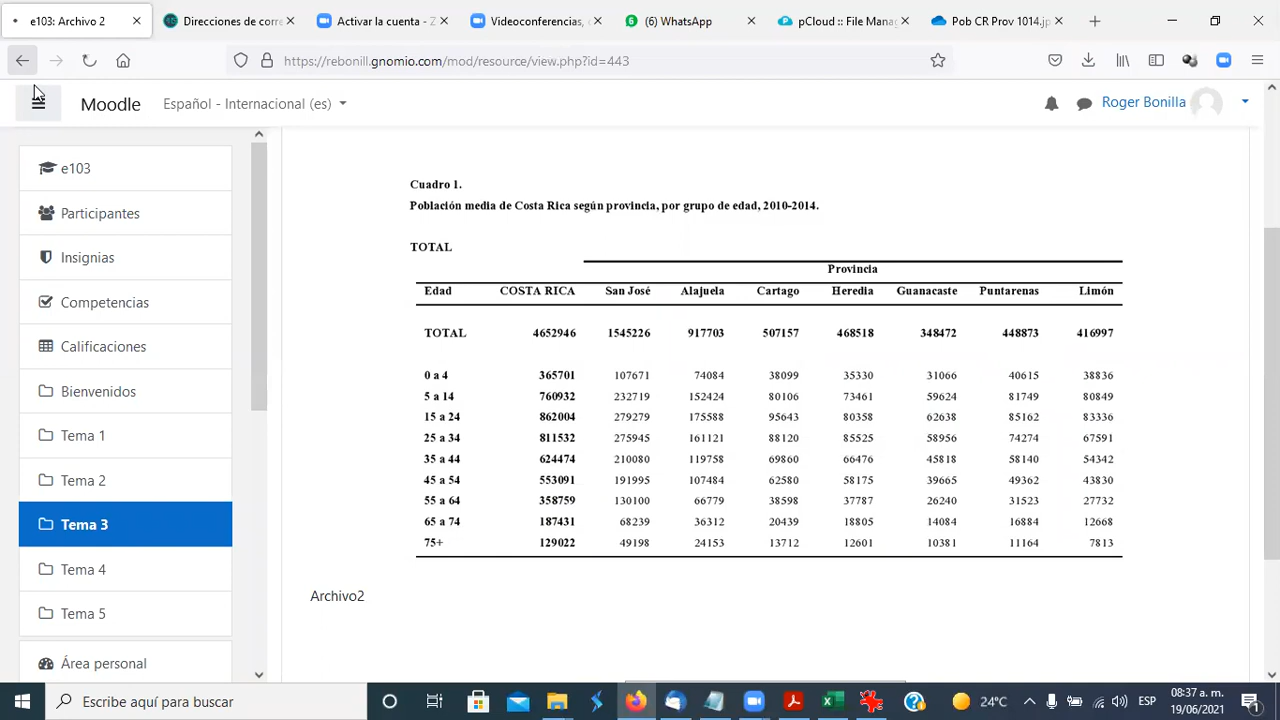 e103: Archivo 2
Direcciones de corre
Activar la cuenta - Z
Videoconferencias,
(6) WhatsApp
pCloud :: File Manag
Pob CR Prov 1014.jp
https://rebonill.gnomio.com/mod/resource/view.php?id=443
Moodle
Español - Internacional (es)
Roger Bonilla
e103
Participantes
Insignias
Competencias
Calificaciones
Bienvenidos
Tema 1
Tema 2
Tema 3
Tema 4
Tema 5
Área personal
Cuadro 1.
Población media de Costa Rica según provincia, por grupo de edad, 2010-2014.
TOTAL
Provincia
Edad COSTA RICA San José Alajuela Cartago Heredia Guanacaste Puntarenas Limón
TOTAL 4652946 1545226 917703 507157 468518 348472 448873 416997
0 a 4 365701 107671 74084 38099 35330 31066 40615 38836
5 a 14 760932 232719 152424 80106 73461 59624 81749 80849
15 a 24 862004 279279 175588 95643 80358 62638 85162 83336
25 a 34 811532 275945 161121 88120 85525 58956 74274 67591
35 a 44 624474 210080 119758 69860 66476 45818 58140 54342
45 a 54 553091 191995 107484 62580 58175 39665 49362 43830
55 a 64 358759 130100 66779 38598 37787 26240 31523 27732
65 a 74 187431 68239 36312 20439 18805 14084 16884 12668
75+ 129022 49198 24153 13712 12601 10381 11164 7813
Archivo2
Escribe aquí para buscar
24°C
ESP
08:37 a. m.
19/06/2021